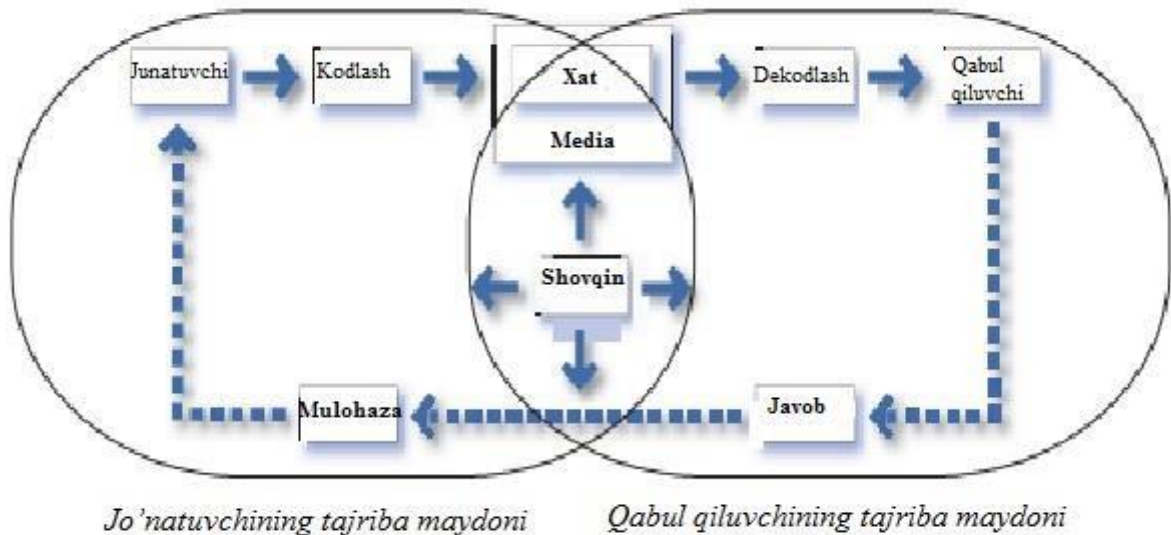 Junatuvchi
Kodlash
Xat
Media
Dekodlash
Qabul
qiluvchi
Shovqin
Mulohaza
Javob
Jo’natuvchining tajriba maydoni
Qabul qiluvchining tajriba maydoni